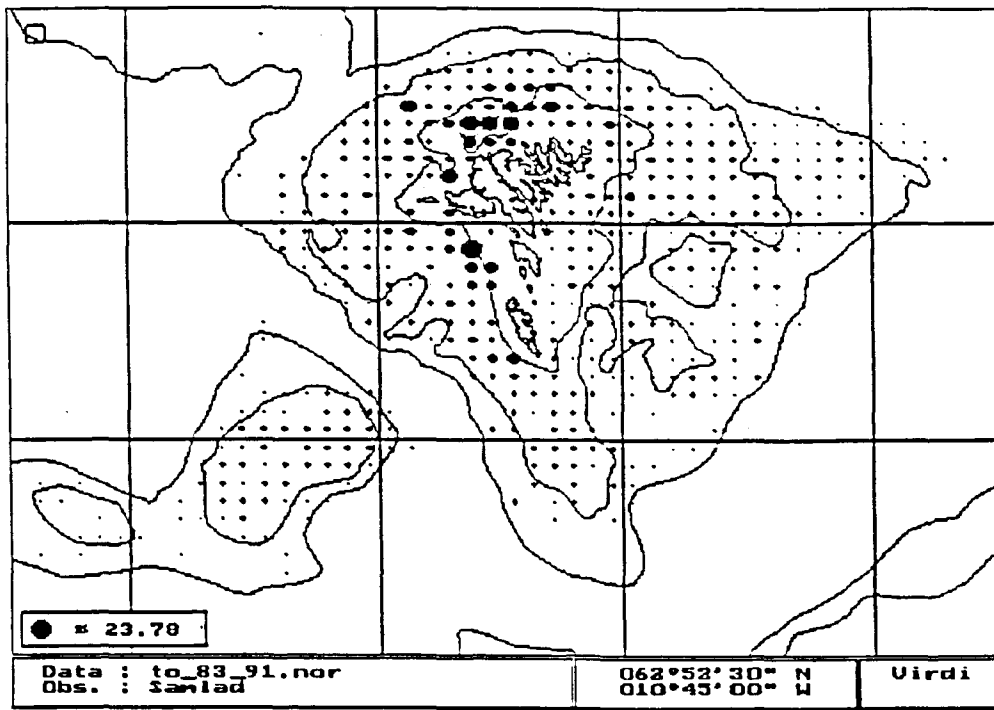 = 23.78
Data : to_83_91.nor
Obs. : Samlad
062°52'30" N
010°45'00" W
Virdi